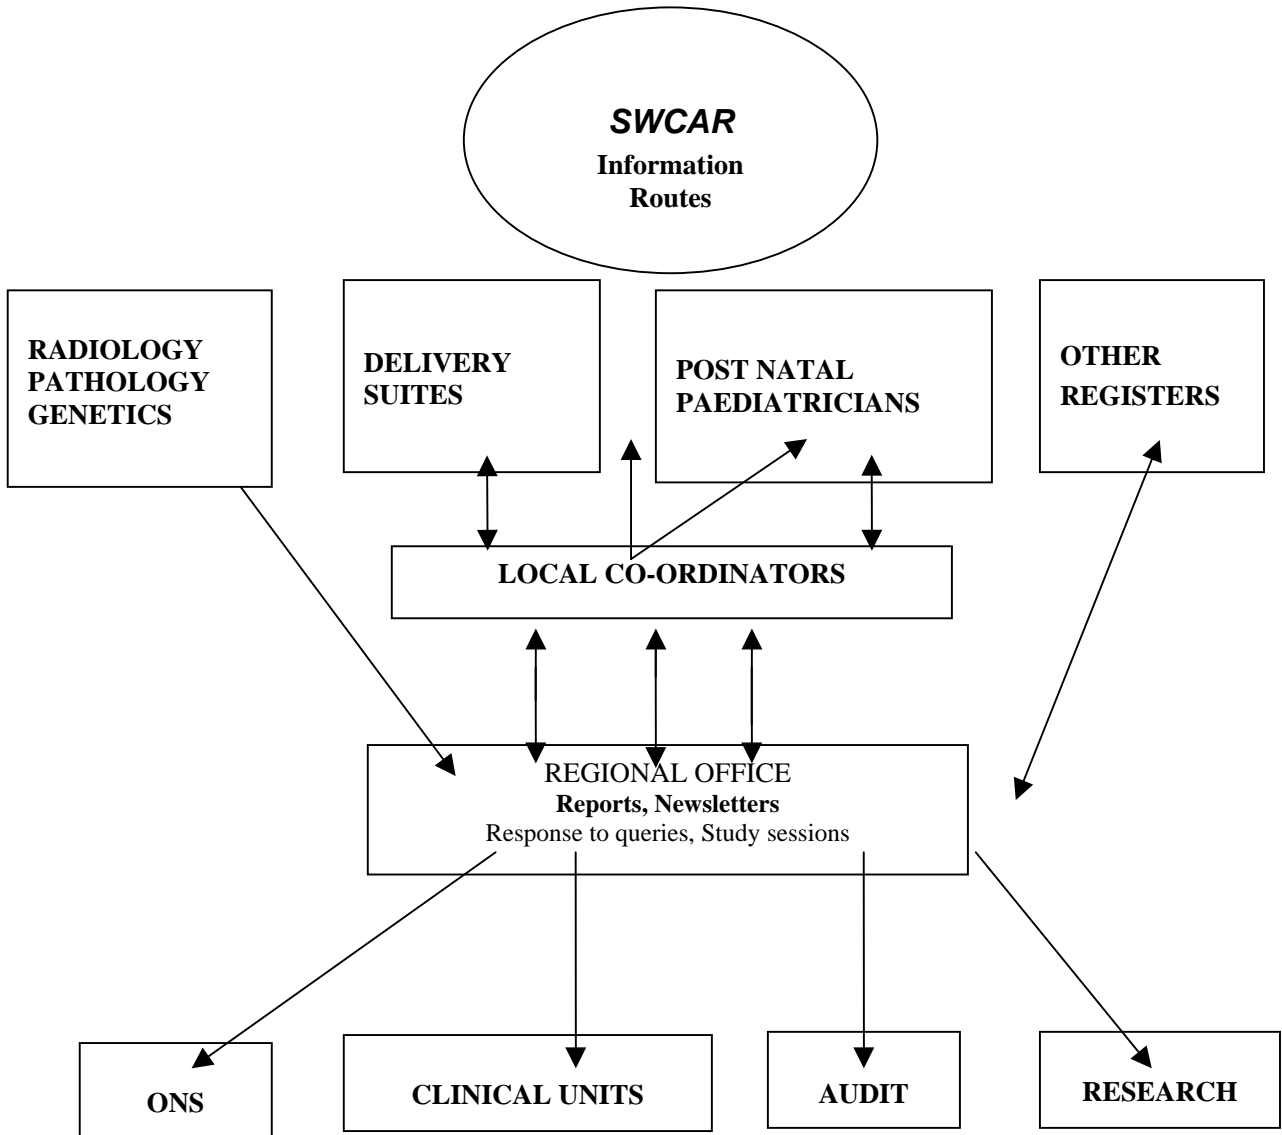 SWCAR
Information
Routes
RADIOLOGY
PATHOLOGY
GENETICS
DELIVERY
SUITES
POST NATAL
PAEDIATRICIANS
OTHER
REGISTERS
LOCAL CO-ORDINATORS
REGIONAL OFFICE
Reports, Newsletters
Response to queries, Study sessions
ONS
CLINICAL UNITS
AUDIT
RESEARCH